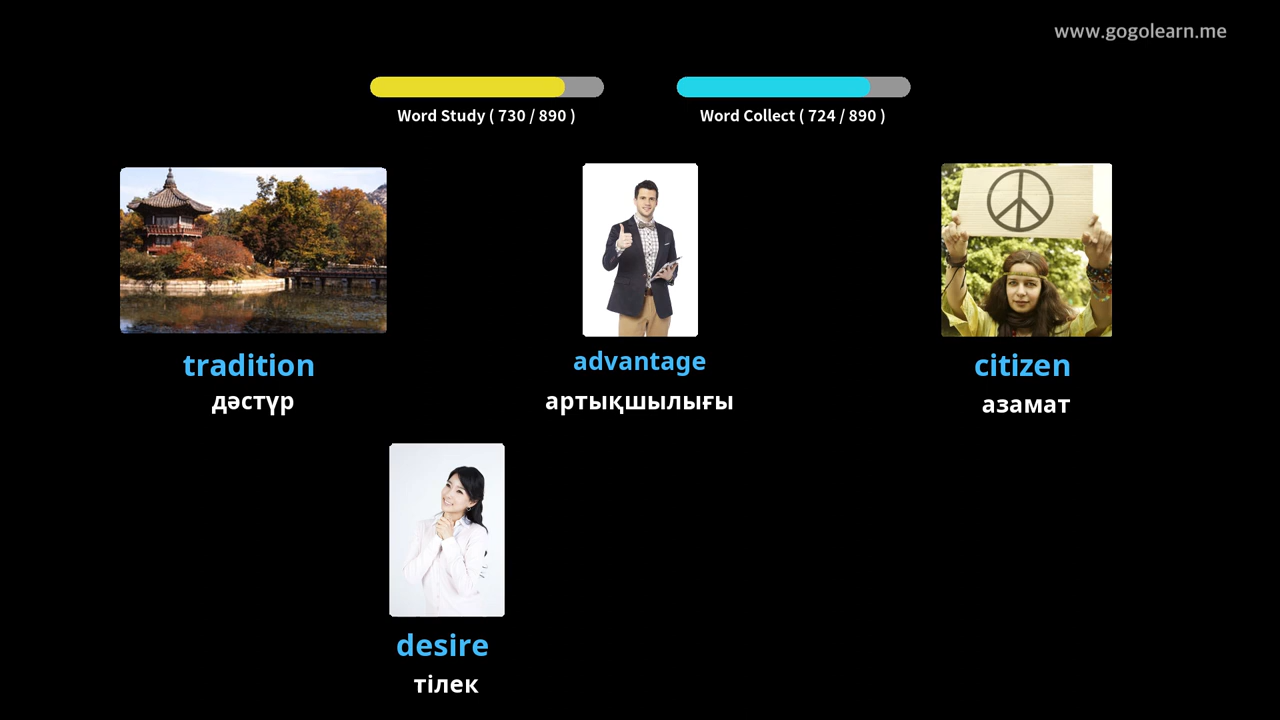 www.gogolearn.me
Word Study ( 730 / 890 )
Word Collect ( 724 / 890 )
tradition
дәстүр
advantage
артықшылығы
citizen
азамат
desire
тілек